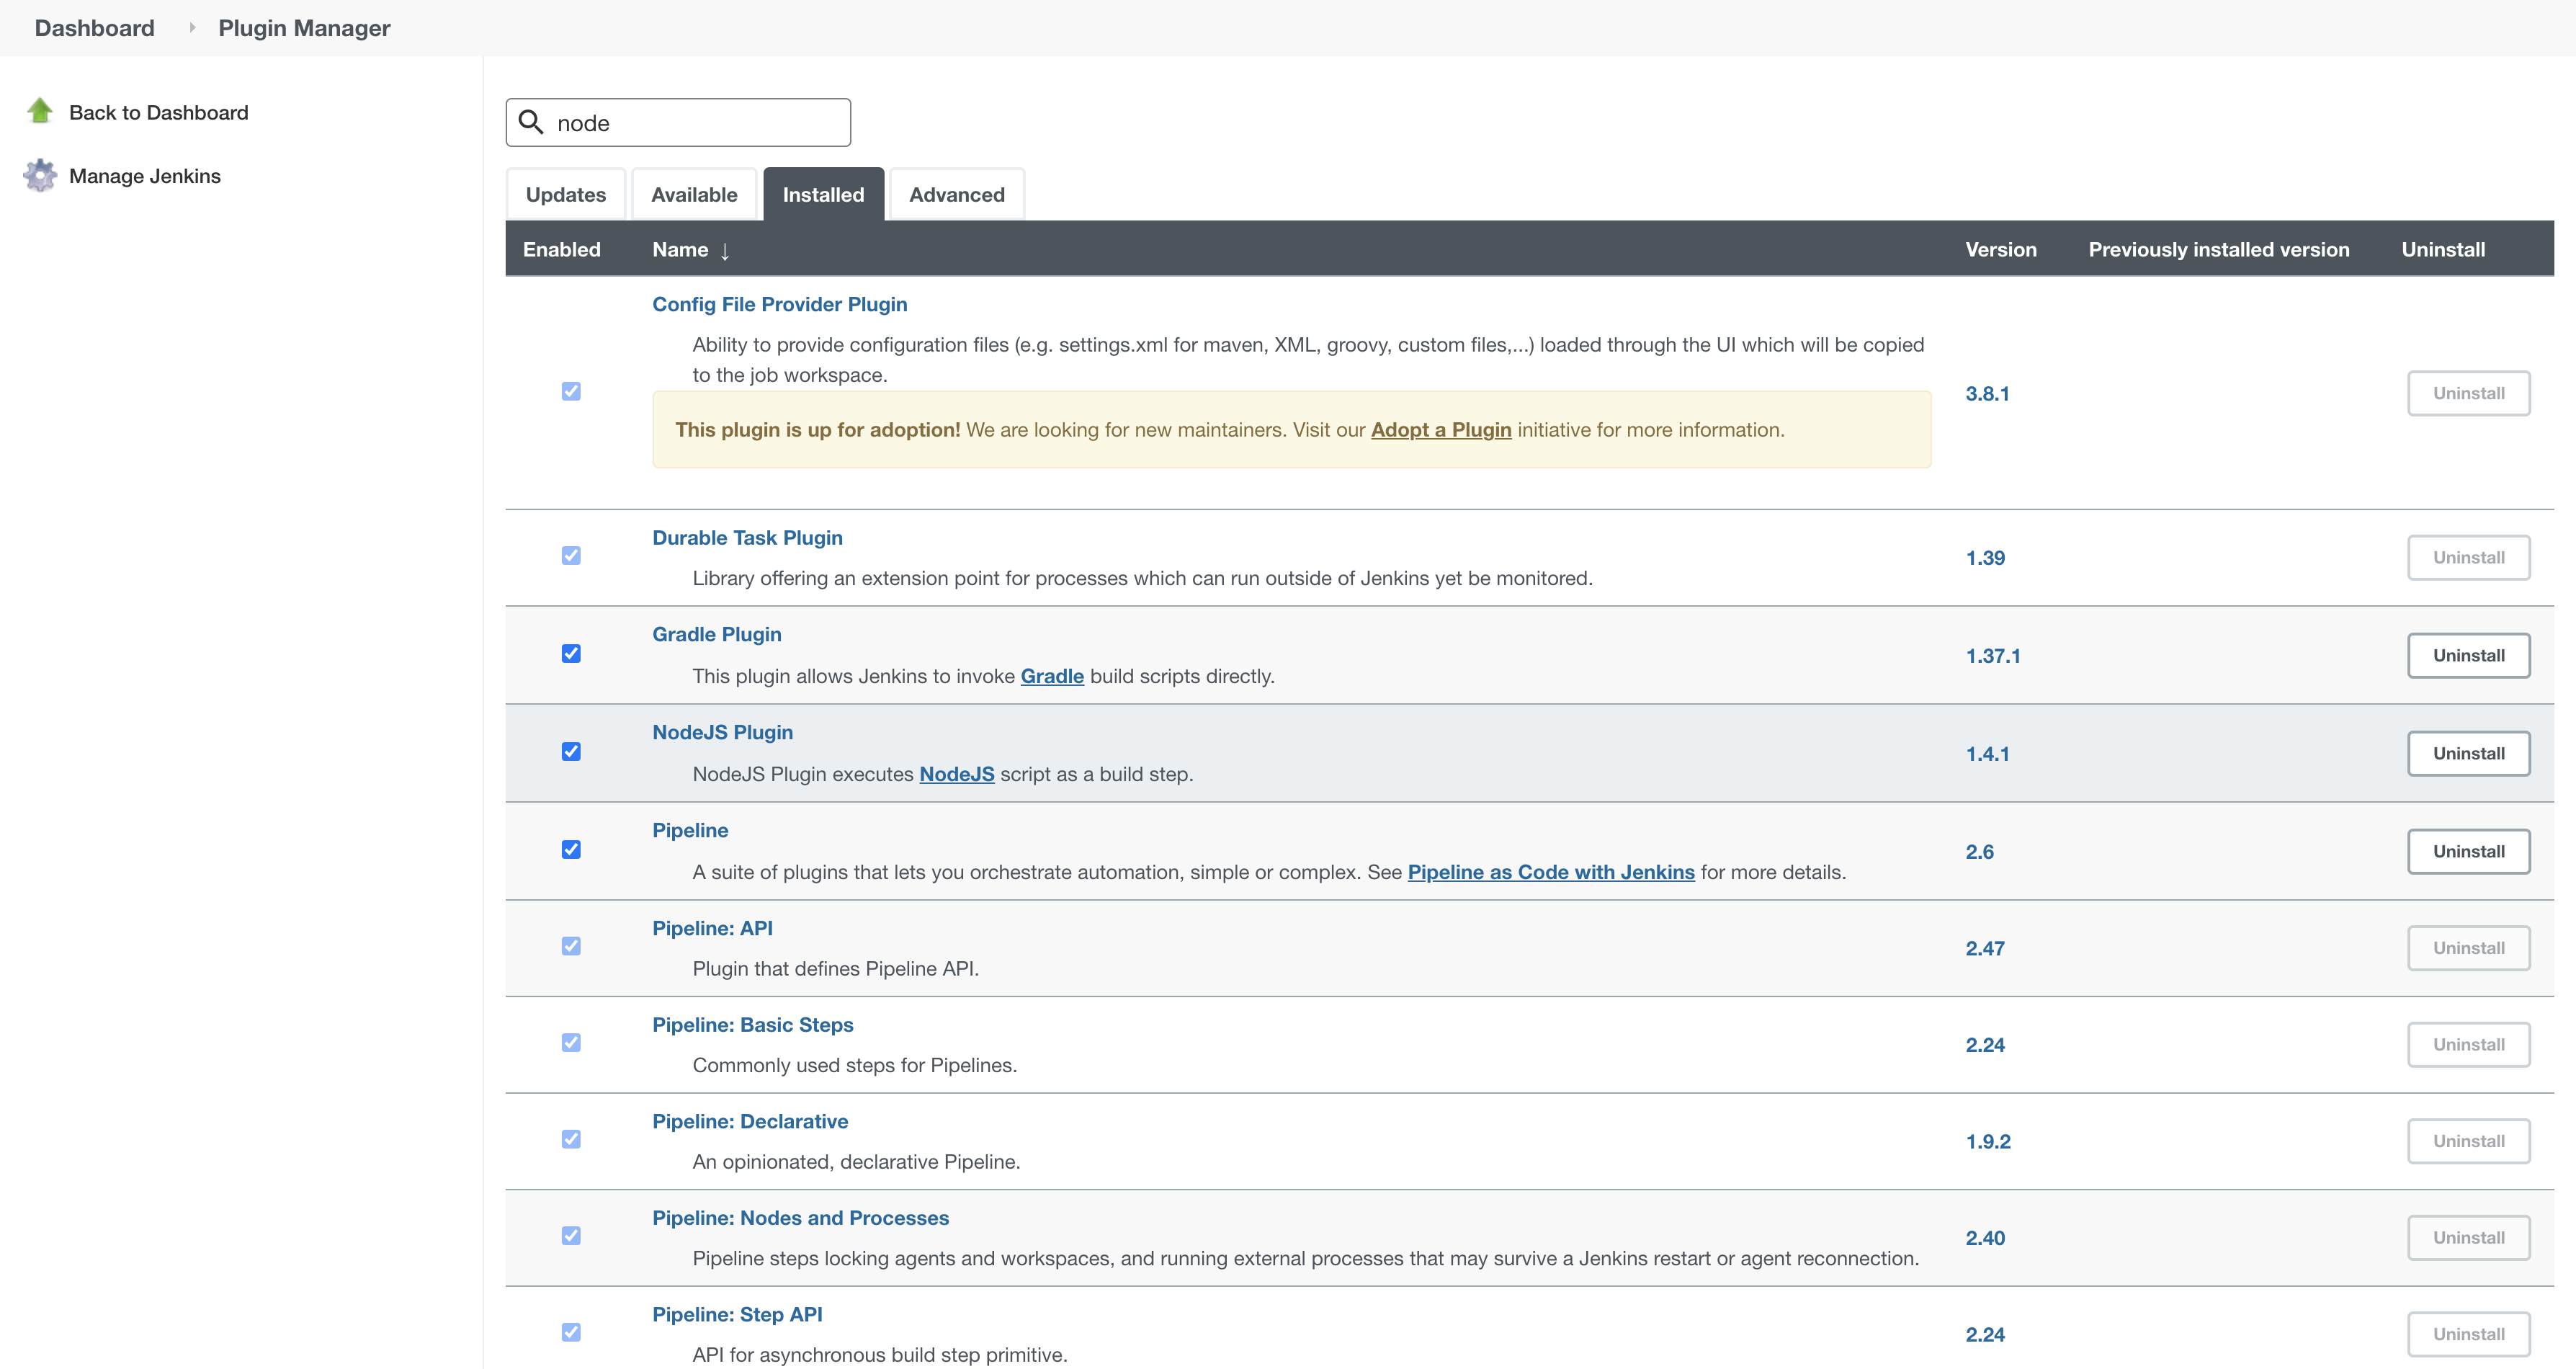 Dashboard
Plugin Manager
Back to Dashboard
Manage Jenkins
node
Updates
Available
Installed
Advanced
Enabled
Name ↓
Version
Previously installed version
Uninstall
Config File Provider Plugin
Ability to provide configuration files (e.g. settings.xml for maven, XML, groovy, custom files,...) loaded through the UI which will be copied
to the job workspace.
This plugin is up for adoption! We are looking for new maintainers. Visit our Adopt a Plugin initiative for more information.
3.8.1
Uninstall
Durable Task Plugin
Library offering an extension point for processes which can run outside of Jenkins yet be monitored.
1.39
Uninstall
Gradle Plugin
This plugin allows Jenkins to invoke Gradle build scripts directly.
1.37.1
Uninstall
NodeJS Plugin
NodeJS Plugin executes NodeJS script as a build step.
1.4.1
Uninstall
Pipeline
A suite of plugins that lets you orchestrate automation, simple or complex. See Pipeline as Code with Jenkins for more details.
2.6
Uninstall
Pipeline: API
Plugin that defines Pipeline API.
2.47
Uninstall
Pipeline: Basic Steps
Commonly used steps for Pipelines.
2.24
Uninstall
Pipeline: Declarative
An opinionated, declarative Pipeline.
1.9.2
Uninstall
Pipeline: Nodes and Processes
Pipeline steps locking agents and workspaces, and running external processes that may survive a Jenkins restart or agent reconnection.
2.40
Uninstall
Pipeline: Step API
API for asynchronous build step primitive.
2.24
Uninstall